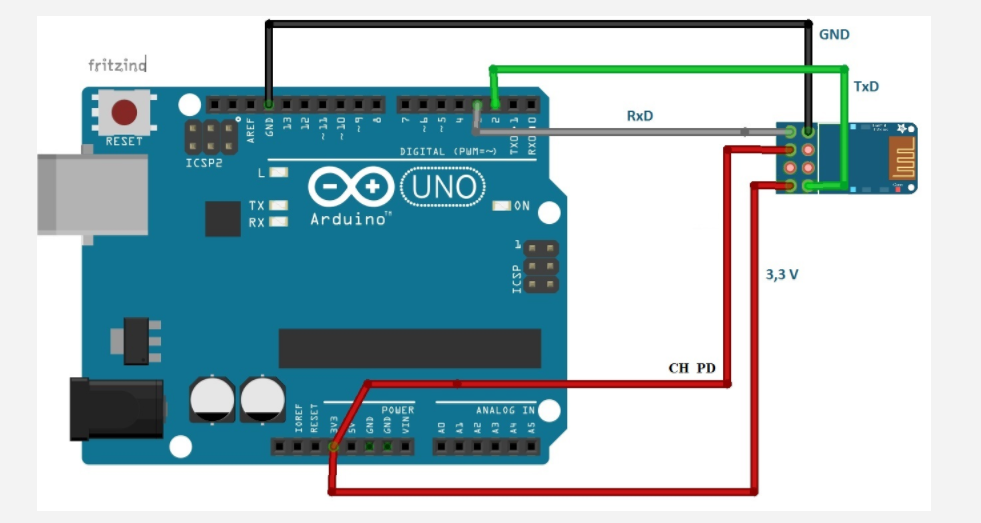 GND
fritzind
TxD
RxD
RESET
AREF
GND
13
12
~11
~10
~9
8
7
~6
~5
4
2
TX0▸1
RX0◂0
ICSP2
DIGITAL (PWM=~)
L
TX
RX
UNO
Arduino™
ON
1
ICSP
3,3 V
CH PD
IOREF
RESET
3V3
5V
GND
GND
VIN
POWER
ANALOG IN
A0
A1
A2
A3
A4
A5